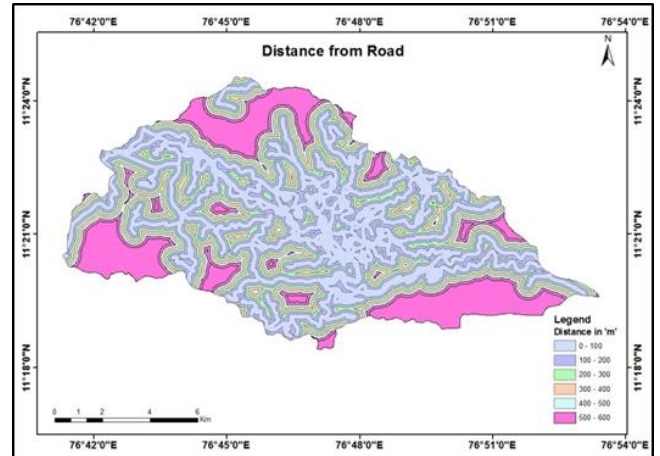 76°42'0"E 76°45'0"E 76°48'0"E 76°51'0"E 76°54'0"E
Distance from Road
N
11°24'0"N 11°24'0"N
11°21'0"N 11°21'0"N
11°18'0"N 11°18'0"N
Legend
Distance in 'm'
0 - 100
100 - 200
200 - 300
300 - 400
400 - 500
500 - 600
0 1 2 4 6
Km
76°42'0"E 76°45'0"E 76°48'0"E 76°51'0"E 76°54'0"E